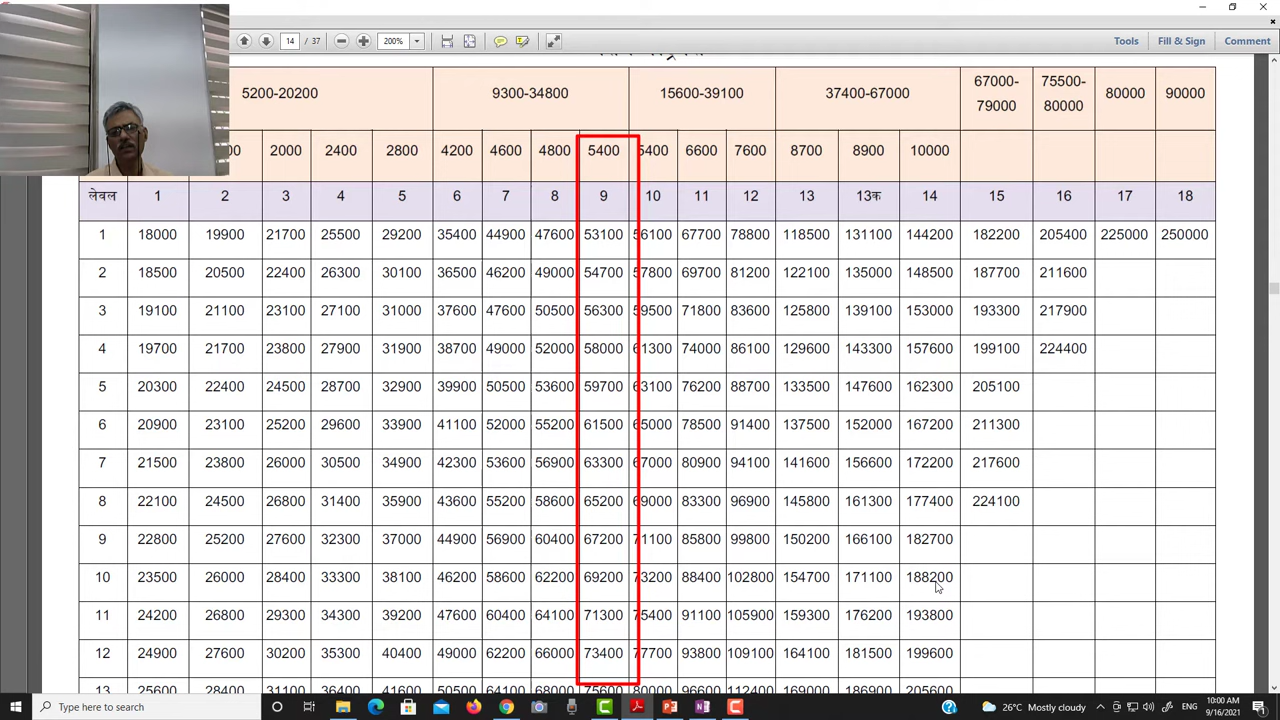 14 / 37 200% Tools Fill & Sign Comment
5200-20200 9300-34800 15600-39100 37400-67000 67000-79000 75500-80000 80000 90000
2000 2400 2800 4200 4600 4800 5400 5400 6600 7600 8700 8900 10000
लेवल 1 2 3 4 5 6 7 8 9 10 11 12 13 13क 14 15 16 17 18
1 18000 19900 21700 25500 29200 35400 44900 47600 53100 56100 67700 78800 118500 131100 144200 182200 205400 225000 250000
2 18500 20500 22400 26300 30100 36500 46200 49000 54700 57800 69700 81200 122100 135000 148500 187700 211600
3 19100 21100 23100 27100 31000 37600 47600 50500 56300 59500 71800 83600 125800 139100 153000 193300 217900
4 19700 21700 23800 27900 31900 38700 49000 52000 58000 61300 74000 86100 129600 143300 157600 199100 224400
5 20300 22400 24500 28700 32900 39900 50500 53600 59700 63100 76200 88700 133500 147600 162300 205100
6 20900 23100 25200 29600 33900 41100 52000 55200 61500 65000 78500 91400 137500 152000 167200 211300
7 21500 23800 26000 30500 34900 42300 53600 56900 63300 67000 80900 94100 141600 156600 172200 217600
8 22100 24500 26800 31400 35900 43600 55200 58600 65200 69000 83300 96900 145800 161300 177400 224100
9 22800 25200 27600 32300 37000 44900 56900 60400 67200 71100 85800 99800 150200 166100 182700
10 23500 26000 28400 33300 38100 46200 58600 62200 69200 73200 88400 102800 154700 171100 188200
11 24200 26800 29300 34300 39200 47600 60400 64100 71300 75400 91100 105900 159300 176200 193800
12 24900 27600 30200 35300 40400 49000 62200 66000 73400 77700 93800 109100 164100 181500 199600
13 25600 28400 31100 36400 41600 50500 64100 68000 75600 80000 96600 112400 169000 186900 205600
Type here to search 26°C Mostly cloudy 10:00 AM
9/16/2021